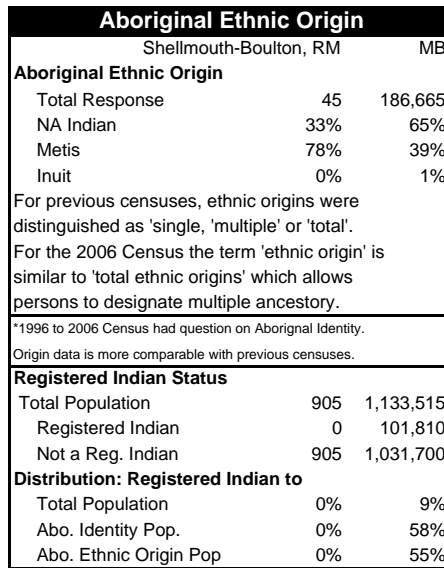 Aboriginal Ethnic Origin
Shellmouth-Boulton, RM MB
Aboriginal Ethnic Origin
Total Response 45 186,665
NA Indian 33% 65%
Metis 78% 39%
Inuit 0% 1%
For previous censuses, ethnic origins were
distinguished as 'single, 'multiple' or 'total'.
For the 2006 Census the term 'ethnic origin' is
similar to 'total ethnic origins' which allows
persons to designate multiple ancestory.
*1996 to 2006 Census had question on Aborignal Identity.
Origin data is more comparable with previous censuses.
Registered Indian Status
Total Population 905 1,133,515
Registered Indian 0 101,810
Not a Reg. Indian 905 1,031,700
Distribution: Registered Indian to
Total Population 0% 9%
Abo. Identity Pop. 0% 58%
Abo. Ethnic Origin Pop 0% 55%